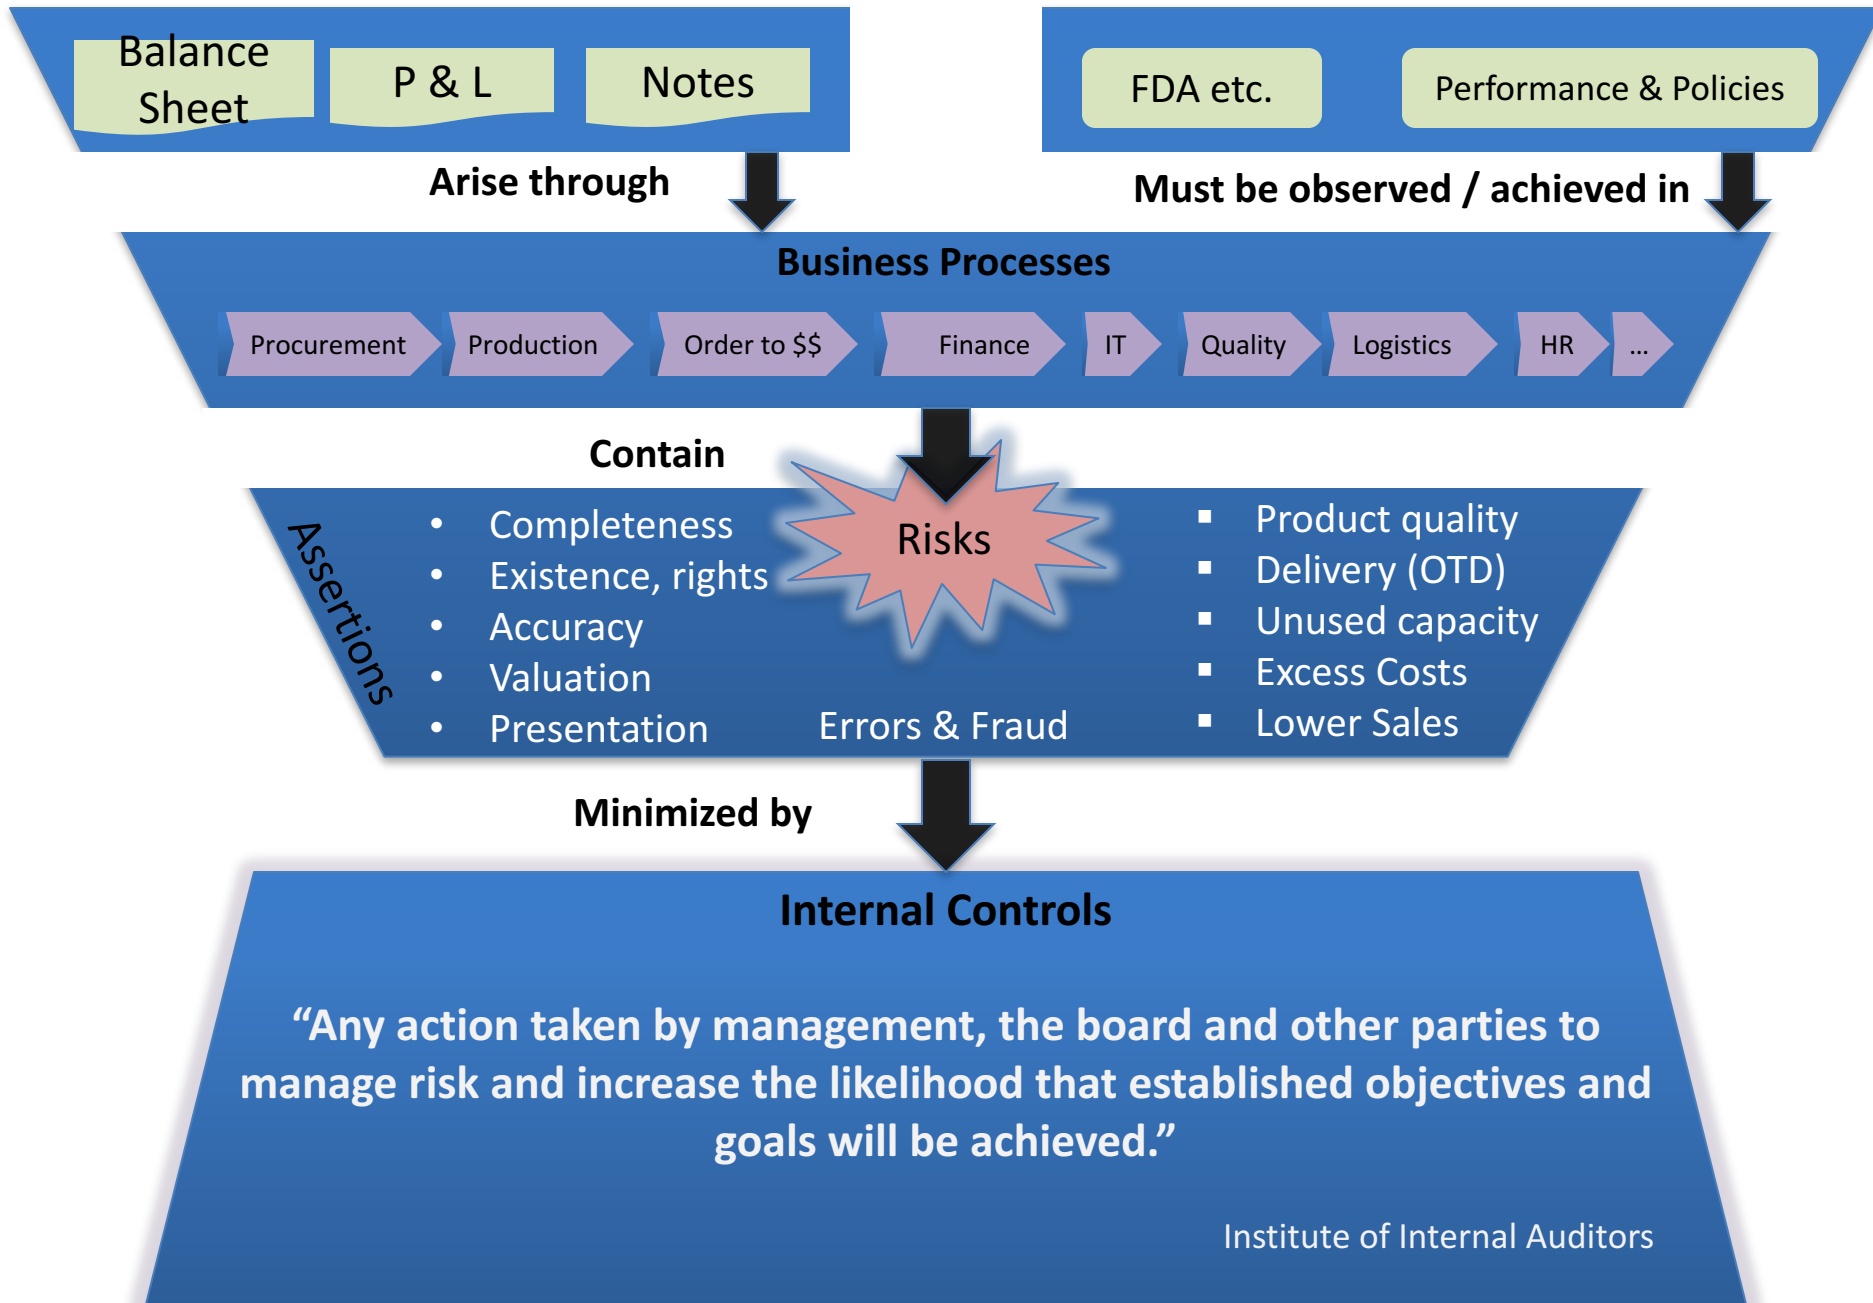 Balance
Sheet
P & L
Notes
FDA etc.
Performance & Policies
Arise through
Must be observed / achieved in
Business Processes
Procurement
Production
Order to $$
Finance
IT
Quality
Logistics
HR
...
Contain
Assertions
• Completeness
• Existence, rights
• Accuracy
• Valuation
• Presentation
Risks
Errors & Fraud
▪ Product quality
▪ Delivery (OTD)
▪ Unused capacity
▪ Excess Costs
▪ Lower Sales
Minimized by
Internal Controls
“Any action taken by management, the board and other parties to
manage risk and increase the likelihood that established objectives and
goals will be achieved.”
Institute of Internal Auditors